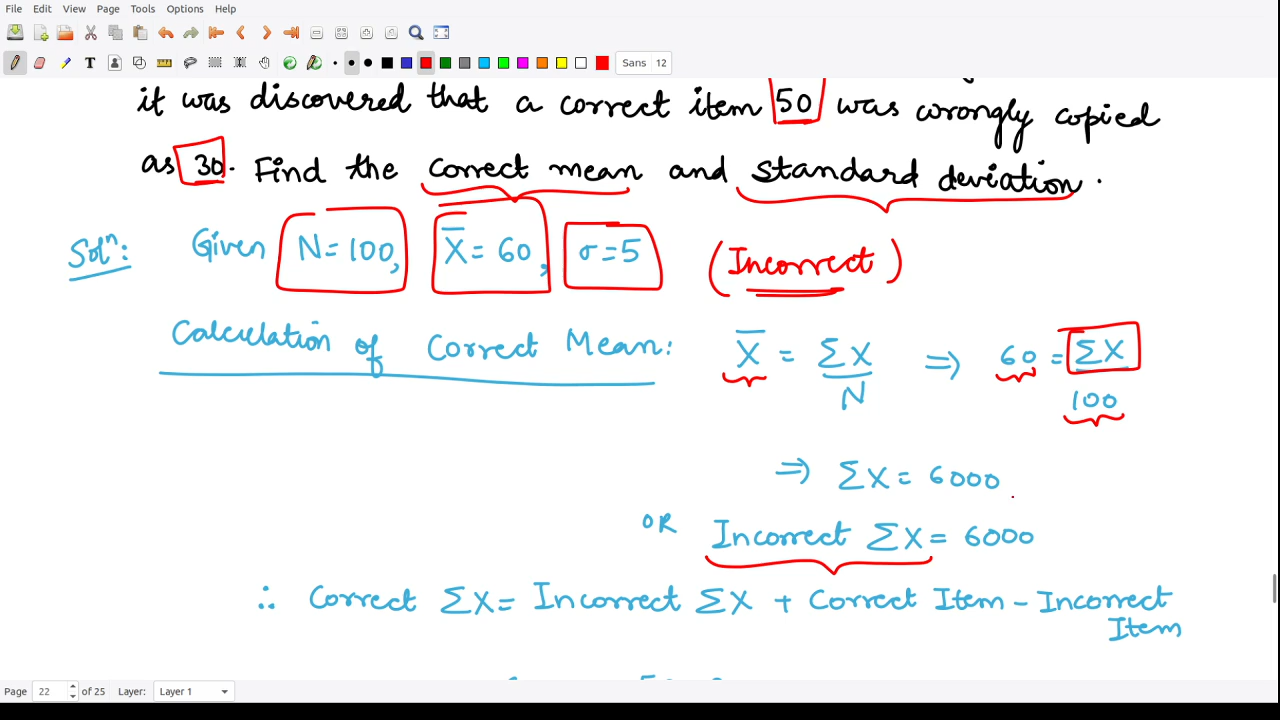 File Edit View Page Tools Options Help
Sans 12
it was discovered that a correct item 50 was wrongly copied
as 30. Find the correct mean and standard deviation.
Solⁿ: Given N=100, X̅=60, σ=5 (Incorrect)
Calculation of Correct Mean: X̅ = ΣX/N ⇒ 60 = ΣX/100
⇒ ΣX = 6000
OR Incorrect ΣX = 6000
∴ Correct ΣX = Incorrect ΣX + Correct Item - Incorrect
Item
Page 22 of 25 Layer: Layer 1